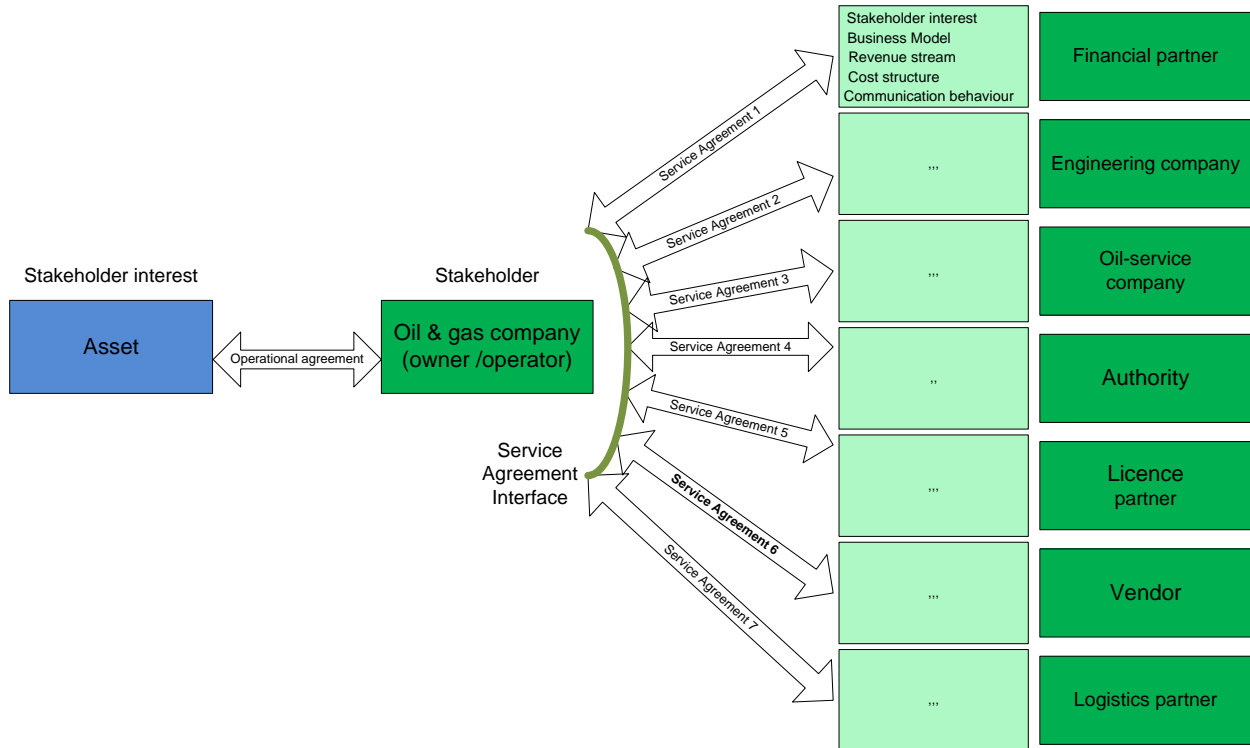 Stakeholder interest
Asset
Operational agreement
Stakeholder
Oil & gas company
(owner /operator)
Service
Agreement
Interface
Service Agreement 1
Service Agreement 2
Service Agreement 3
Service Agreement 4
Service Agreement 5
Service Agreement 6
Service Agreement 7
Stakeholder interest
Business Model
Revenue stream
Cost structure
Communication behaviour
Financial partner
,,,
Engineering company
,,,
Oil-service
company
,,
Authority
,,,
Licence
partner
,,,
Vendor
,,,
Logistics partner